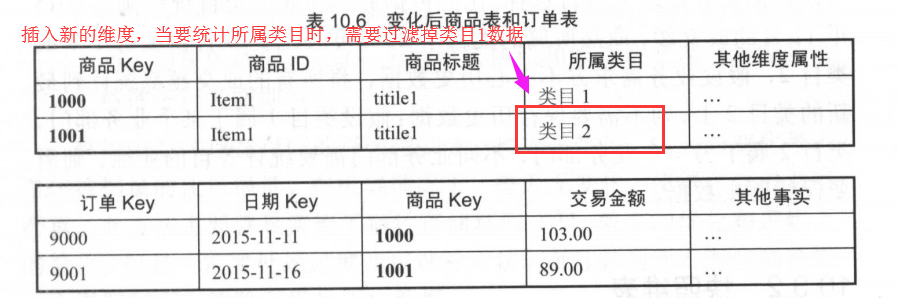 表 10.6 变化后商品表和订单表
插入新的维度，当要统计所属类目时，需要过滤掉类目1数据
商品 Key 商品 ID 商品标题 所属类目 其他维度属性
1000 Item1 titile1 类目 1 …
1001 Item1 titile1 类目 2 …
订单 Key 日期 Key 商品 Key 交易金额 其他事实
9000 2015-11-11 1000 103.00 …
9001 2015-11-16 1001 89.00 …